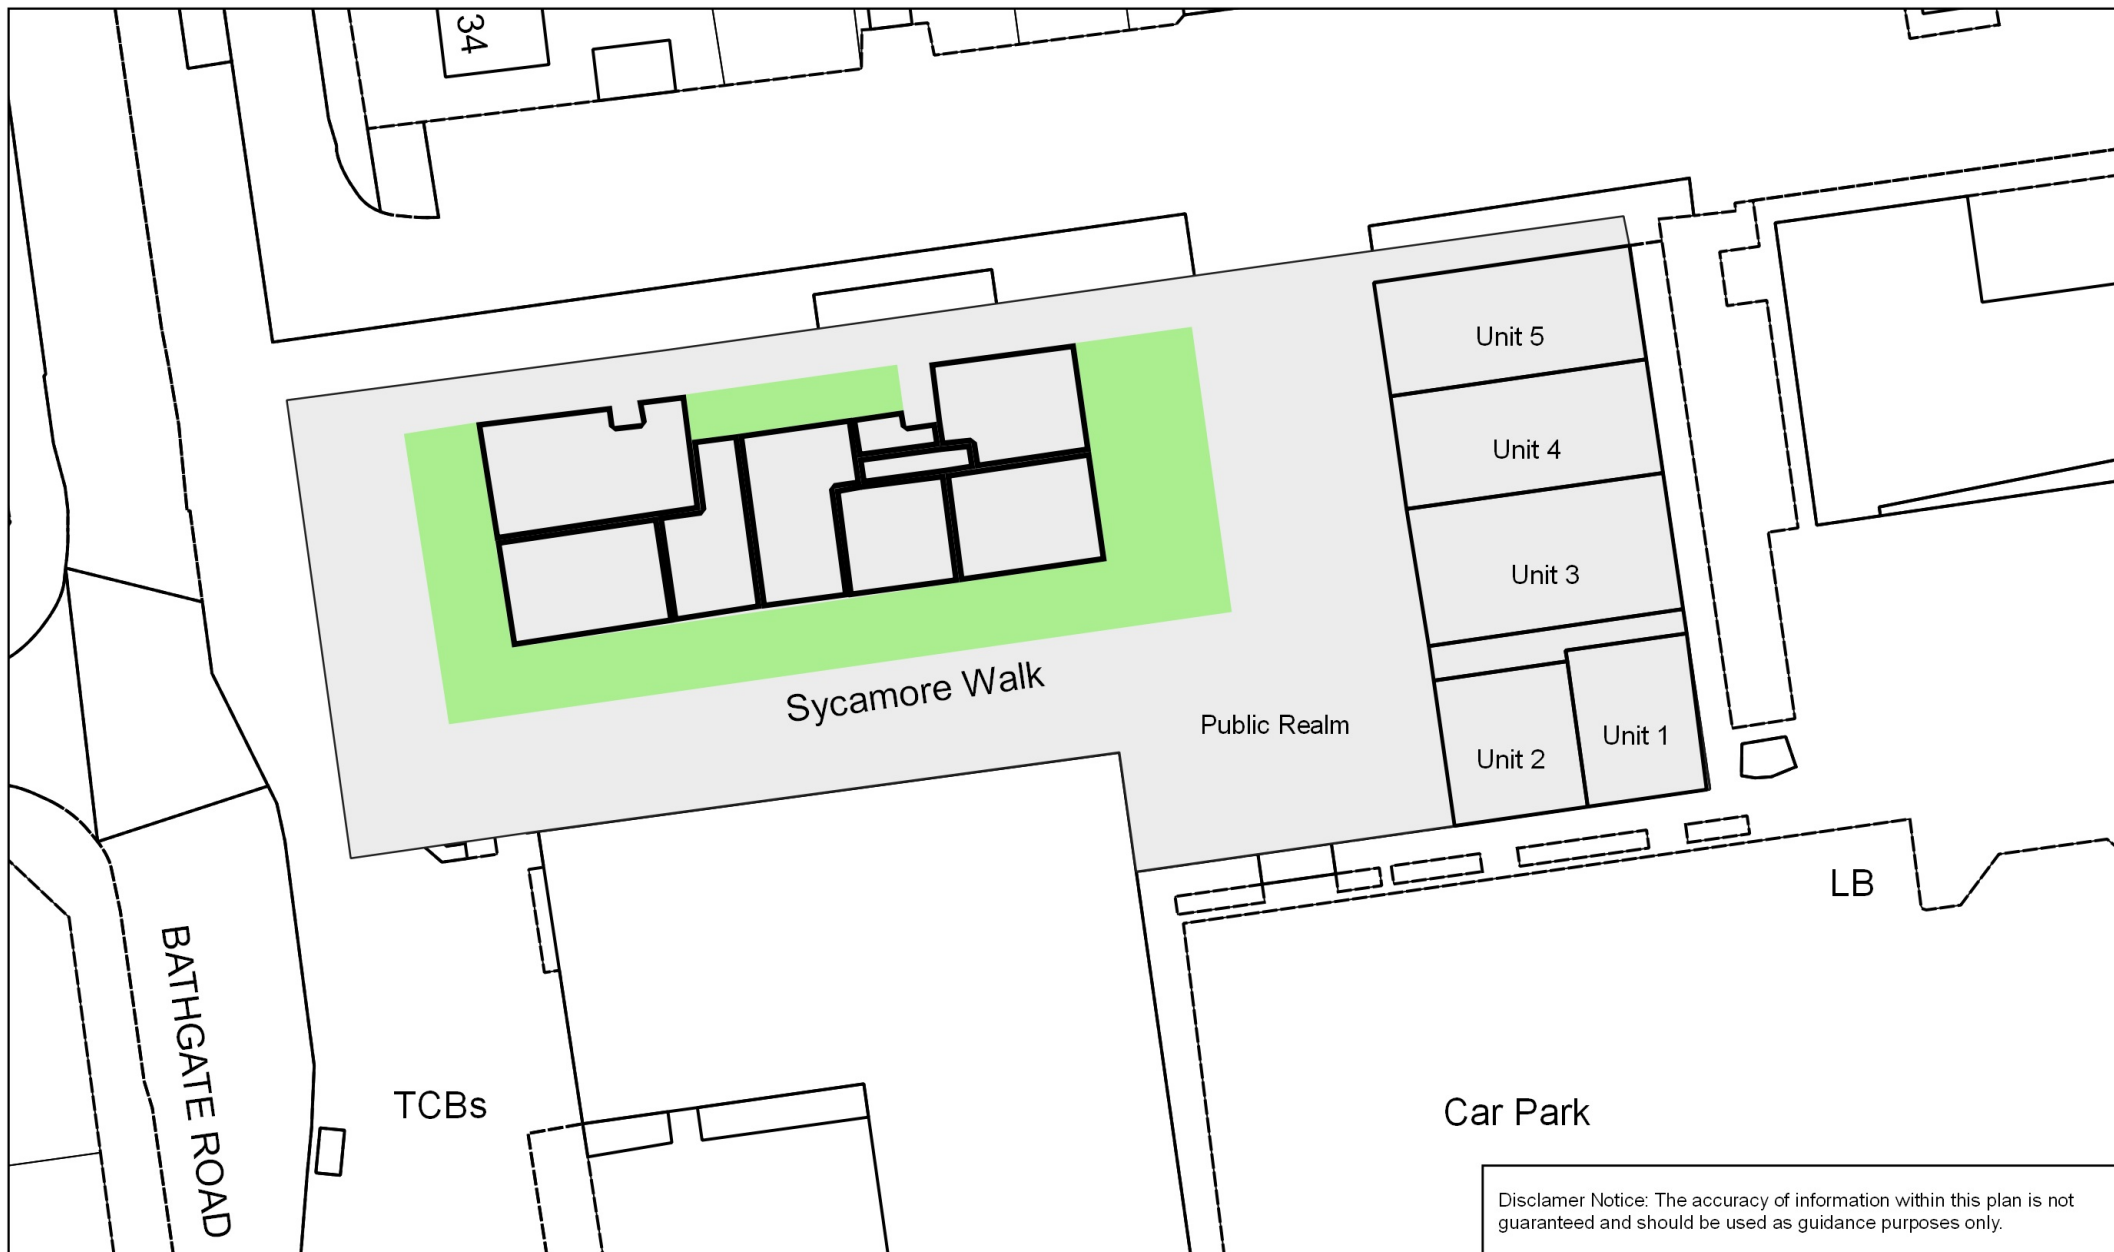 34
Unit 5
Unit 4
Unit 3
Sycamore Walk
Public Realm
Unit 1
Unit 2
LB
BATHGATE ROAD
TCBs
Car Park
Disclamer Notice: The accuracy of information within this plan is not
guaranteed and should be used as guidance purposes only.